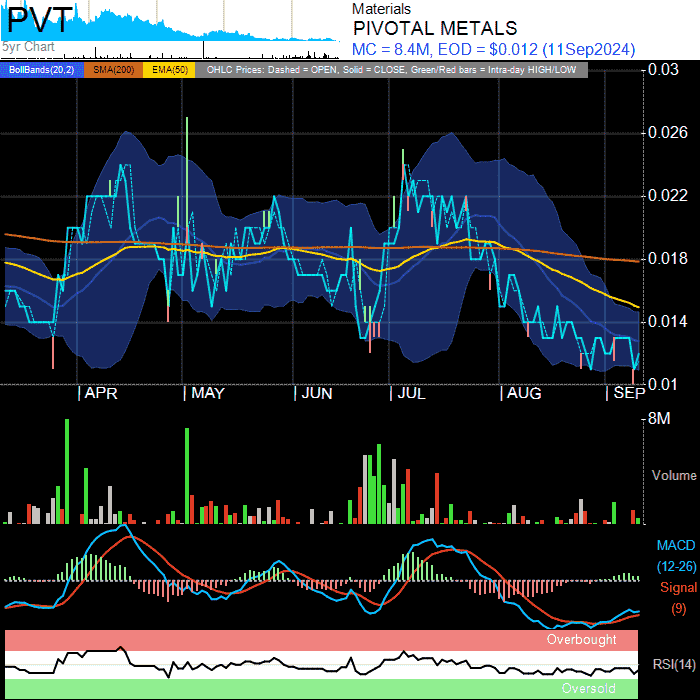 PVT
5yr Chart
Materials
PIVOTAL METALS
MC = 8.4M, EOD = $0.012 (11Sep2024)
BollBands(20,2) SMA(200) EMA(50) OHLC Prices: Dashed = OPEN, Solid = CLOSE, Green/Red bars = Intra-day HIGH/LOW
0.03
0.026
0.022
0.018
0.014
0.01
APR MAY JUN JUL AUG SEP
8M
Volume
MACD
(12-26)
Signal
(9)
Overbought
RSI(14)
Oversold